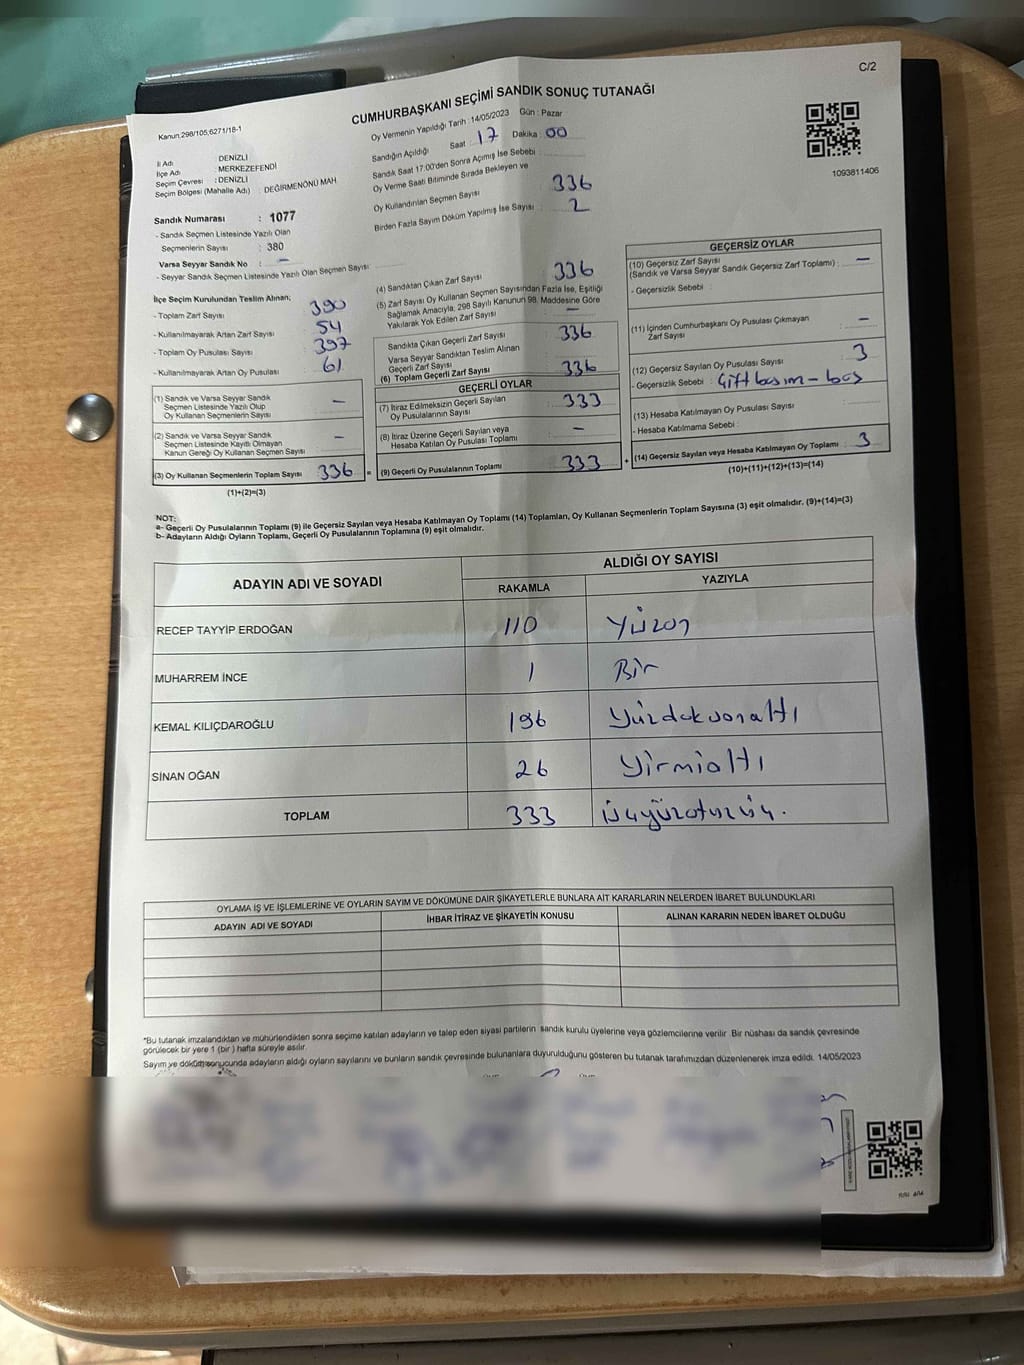 C/2
CUMHURBAŞKANI SEÇİMİ SANDIK SONUÇ TUTANAĞI
Kanun;298/105;6271/18-1
Oy Vermenin Yapıldığı Tarih : 14/05/2023 Gün : Pazar
Sandığın Açıldığı Saat : 17 Dakika : 00
Sandık Saat 17:00'den Sonra Açımış İse Sebebi :
Oy Verme Saati Bitiminde Sırada Bekleyen ve
Oy Kullandırılan Seçmen Sayısı 336
Birden Fazla Sayım Döküm Yapılmış İse Sayısı : 2
1093811406
İl Adı : DENİZLİ
İlçe Adı : MERKEZEFENDİ
Seçim Çevresi : DENİZLİ
Seçim Bölgesi (Mahalle Adı) : DEĞİRMENÖNÜ MAH
Sandık Numarası : 1077
- Sandık Seçmen Listesinde Yazılı Olan
Seçmenlerin Sayısı : 380
Varsa Seyyar Sandık No : –
- Seyyar Sandık Seçmen Listesinde Yazılı Olan Seçmen Sayısı :
İlçe Seçim Kurulundan Teslim Alınan;
- Toplam Zarf Sayısı : 390
- Kullanılmayarak Artan Zarf Sayısı : 54
- Toplam Oy Pusulası Sayısı : 397
- Kullanılmayarak Artan Oy Pusulası : 61
(1) Sandık ve Varsa Seyyar Sandık
Seçmen Listesinde Yazılı Olup
Oy Kullanan Seçmenlerin Sayısı : –
(2) Sandık ve Varsa Seyyar Sandık
Seçmen Listesinde Kayıtlı Olmayan
Kanun Gereği Oy Kullanan Seçmen Sayısı : –
(3) Oy Kullanan Seçmenlerin Toplam Sayısı 336
(1)+(2)=(3)
(4) Sandıktan Çıkan Zarf Sayısı : 336
(5) Zarf Sayısı Oy Kullanan Seçmen Sayısından Fazla İse, Eşitliği
Sağlamak Amacıyla, 298 Sayılı Kanunun 98. Maddesine Göre
Yakılarak Yok Edilen Zarf Sayısı : –
Sandıkta Çıkan Geçerli Zarf Sayısı : 336
Varsa Seyyar Sandıktan Teslim Alınan
Geçerli Zarf Sayısı :
(6) Toplam Geçerli Zarf Sayısı : 336
=
GEÇERLİ OYLAR
(7) İtiraz Edilmeksizin Geçerli Sayılan
Oy Pusulalarının Sayısı : 333
(8) İtiraz Üzerine Geçerli Sayılan veya
Hesaba Katılan Oy Pusulası Toplamı : –
(9) Geçerli Oy Pusulalarının Toplamı : 333
+
GEÇERSİZ OYLAR
(10) Geçersiz Zarf Sayısı
(Sandık ve Varsa Seyyar Sandık Geçersiz Zarf Toplamı) : –
- Geçersizlik Sebebi :
(11) İçinden Cumhurbaşkanı Oy Pusulası Çıkmayan
Zarf Sayısı : –
(12) Geçersiz Sayılan Oy Pusulası Sayısı : 3
- Geçersizlik Sebebi : Çift basım – boş
(13) Hesaba Katılmayan Oy Pusulası Sayısı :
- Hesaba Katılmama Sebebi :
(14) Geçersiz Sayılan veya Hesaba Katılmayan Oy Toplamı : 3
(10)+(11)+(12)+(13)=(14)
NOT:
a- Geçerli Oy Pusulalarının Toplamı (9) ile Geçersiz Sayılan veya Hesaba Katılmayan Oy Toplamı (14) Toplamları, Oy Kullanan Seçmenlerin Toplam Sayısına (3) eşit olmalıdır. (9)+(14)=(3)
b- Adayların Aldığı Oyların Toplamı, Geçerli Oy Pusulalarının Toplamına (9) eşit olmalıdır.
ADAYIN ADI VE SOYADI ALDIĞI OY SAYISI
RAKAMLA YAZIYLA
RECEP TAYYİP ERDOĞAN 110 Yüzon
MUHARREM İNCE 1 Bir
KEMAL KILIÇDAROĞLU 196 Yüzdoksanaltı
SİNAN OĞAN 26 Yirmialtı
TOPLAM 333 üçyüzotuzüç.
OYLAMA İŞ VE İŞLEMLERİNE VE OYLARIN SAYIM VE DÖKÜMÜNE DAİR ŞİKAYETLERLE BUNLARA AİT KARARLARIN NELERDEN İBARET BULUNDUKLARI
ADAYIN ADI VE SOYADI İHBAR İTİRAZ VE ŞİKAYETİN KONUSU ALINAN KARARIN NEDEN İBARET OLDUĞU
*Bu tutanak imzalandıktan ve mühürlendikten sonra seçime katılan adayların ve talep eden siyasi partilerin sandık kurulu üyelerine veya gözlemcilerine verilir. Bir nüshası da sandık çevresinde
görülecek bir yere 1 (bir ) hafta süreyle asılır.
Sayım ve döküm sonucunda adayların aldığı oyların sayılarını ve bunların sandık çevresinde bulunanlara duyurulduğunu gösteren bu tutanak tarafımızdan düzenlenerek imza edildi. 14/05/2023